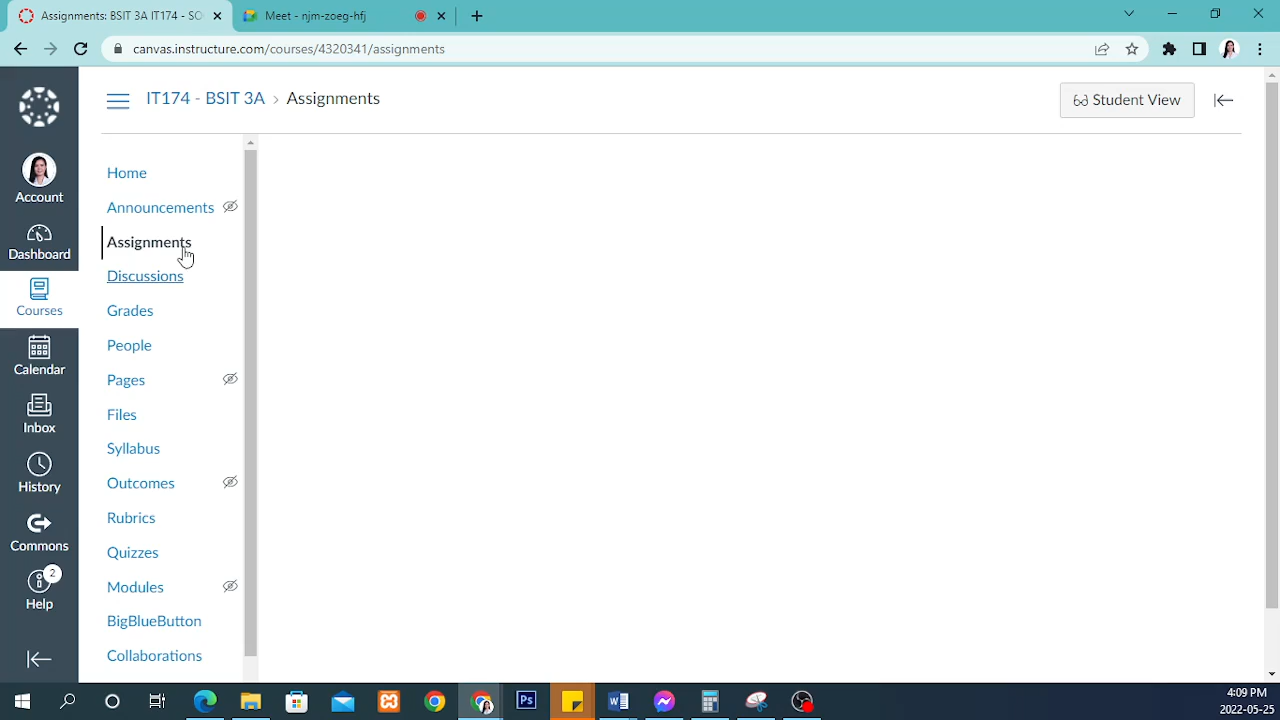 Assignments: BSIT 3A IT174 - SO
Meet - njm-zoeg-hfj
canvas.instructure.com/courses/4320341/assignments
IT174 - BSIT 3A > Assignments
Student View
Account
Dashboard
Courses
Calendar
Inbox
History
Commons
2
Help
Home
Announcements
Assignments
Discussions
Grades
People
Pages
Files
Syllabus
Outcomes
Rubrics
Quizzes
Modules
BigBlueButton
Collaborations
Ps
4:09 PM
2022-05-25